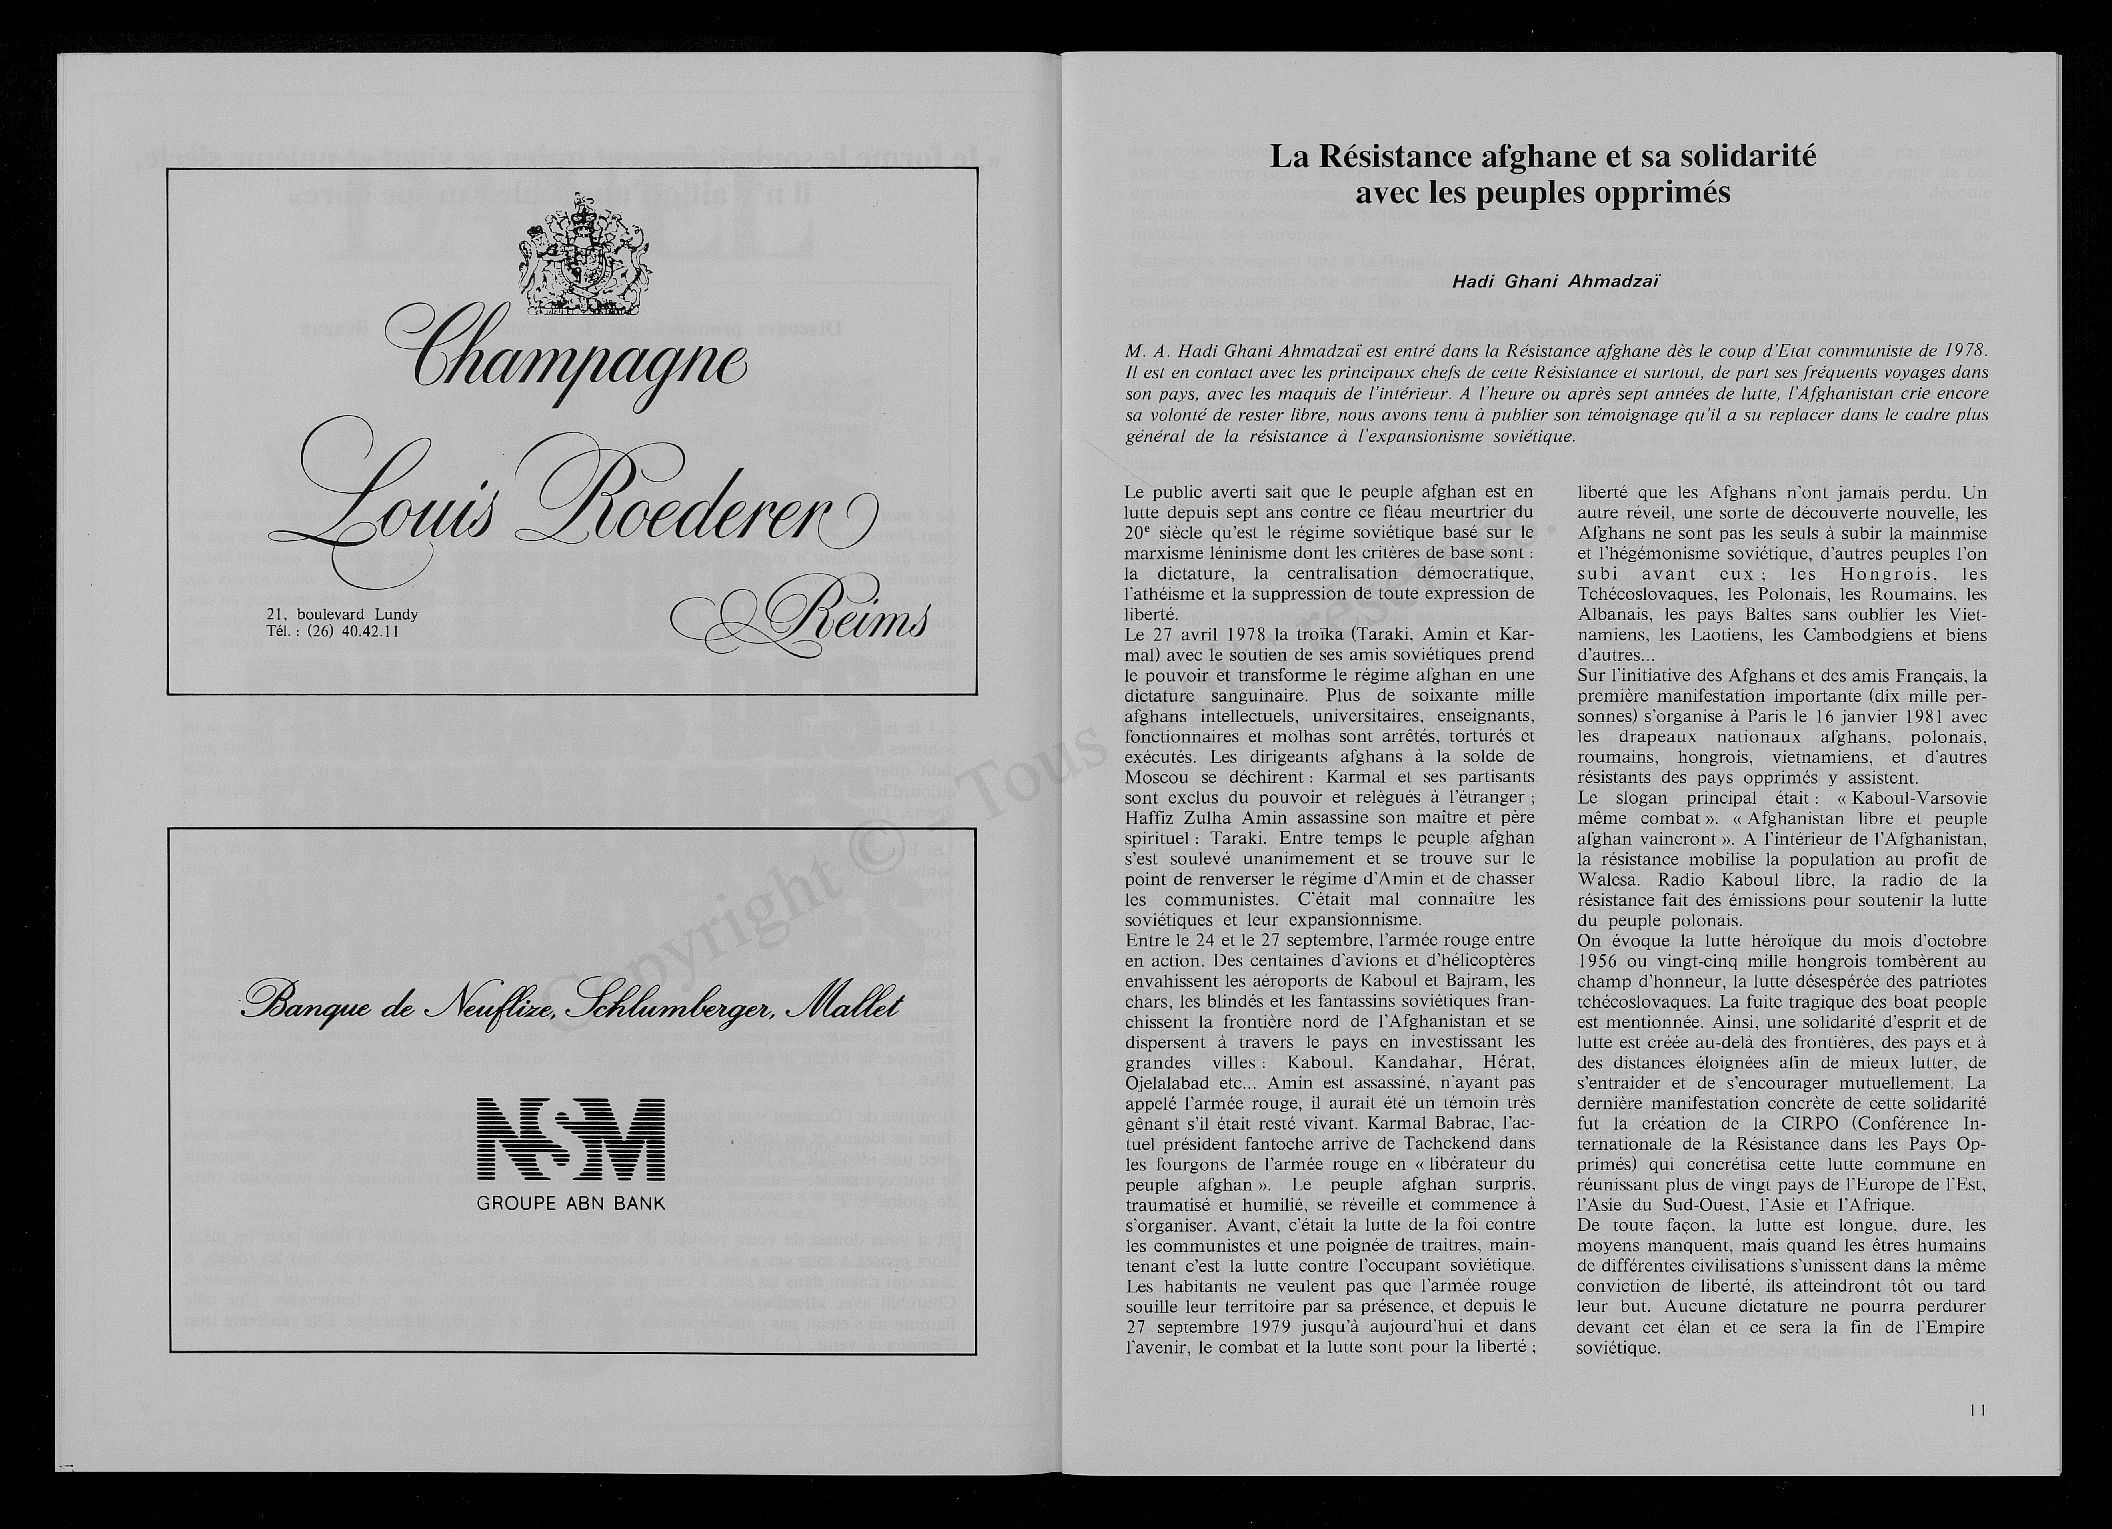 Champagne
Louis Roederer
21, boulevard Lundy
Tél. : (26) 40.42.11
Reims
Banque de Neuflize, Schlumberger, Mallet
NSM
GROUPE ABN BANK
La Résistance afghane et sa solidarité
avec les peuples opprimés
Hadi Ghani Ahmadzaï
M. A. Hadi Ghani Ahmadzaï est entré dans la Résistance afghane dès le coup d'Etat communiste de 1978.
Il est en contact avec les principaux chefs de cette Résistance et surtout, de part ses fréquents voyages dans
son pays, avec les maquis de l'intérieur. A l'heure ou après sept années de lutte, l'Afghanistan crie encore
sa volonté de rester libre, nous avons tenu à publier son témoignage qu'il a su replacer dans le cadre plus
général de la résistance à l'expansionisme soviétique.
Le public averti sait que le peuple afghan est en
lutte depuis sept ans contre ce fléau meurtrier du
20e siècle qu'est le régime soviétique basé sur le
marxisme léninisme dont les critères de base sont :
la dictature, la centralisation démocratique,
l'athéisme et la suppression de toute expression de
liberté.
Le 27 avril 1978 la troïka (Taraki, Amin et Kar-
mal) avec le soutien de ses amis soviétiques prend
le pouvoir et transforme le régime afghan en une
dictature sanguinaire. Plus de soixante mille
afghans intellectuels, universitaires, enseignants,
fonctionnaires et molhas sont arrêtés, torturés et
exécutés. Les dirigeants afghans à la solde de
Moscou se déchirent : Karmal et ses partisants
sont exclus du pouvoir et relègués à l'étranger ;
Haffiz Zulha Amin assassine son maître et père
spirituel : Taraki. Entre temps le peuple afghan
s'est soulevé unanimement et se trouve sur le
point de renverser le régime d'Amin et de chasser
les communistes. C'était mal connaître les
soviétiques et leur expansionnisme.
Entre le 24 et le 27 septembre, l'armée rouge entre
en action. Des centaines d'avions et d'hélicoptères
envahissent les aéroports de Kaboul et Bajram, les
chars, les blindés et les fantassins soviétiques fran-
chissent la frontière nord de l'Afghanistan et se
dispersent à travers le pays en investissant les
grandes villes : Kaboul, Kandahar, Hérat,
Ojelalabad etc... Amin est assassiné, n'ayant pas
appelé l'armée rouge, il aurait été un témoin très
gênant s'il était resté vivant. Karmal Babrac, l'ac-
tuel président fantoche arrive de Tachekend dans
les fourgons de l'armée rouge en « libérateur du
peuple afghan ». Le peuple afghan surpris,
traumatisé et humilié, se réveille et commence à
s'organiser. Avant, c'était la lutte de la foi contre
les communistes et une poignée de traitres, main-
tenant c'est la lutte contre l'occupant soviétique.
Les habitants ne veulent pas que l'armée rouge
souille leur territoire par sa présence, et depuis le
27 septembre 1979 jusqu'à aujourd'hui et dans
l'avenir, le combat et la lutte sont pour la liberté ;
liberté que les Afghans n'ont jamais perdu. Un
autre réveil, une sorte de découverte nouvelle, les
Afghans ne sont pas les seuls à subir la mainmise
et l'hégémonisme soviétique, d'autres peuples l'on
subi avant eux ; les Hongrois, les
Tchécoslovaques, les Polonais, les Roumains, les
Albanais, les pays Baltes sans oublier les Viet-
namiens, les Laotiens, les Cambodgiens et biens
d'autres...
Sur l'initiative des Afghans et des amis Français, la
première manifestation importante (dix mille per-
sonnes) s'organise à Paris le 16 janvier 1981 avec
les drapeaux nationaux afghans, polonais,
roumains, hongrois, vietnamiens, et d'autres
résistants des pays opprimés y assistent.
Le slogan principal était : « Kaboul-Varsovie
même combat ». « Afghanistan libre et peuple
afghan vaincront ». A l'intérieur de l'Afghanistan,
la résistance mobilise la population au profit de
Walesa. Radio Kaboul libre, la radio de la
résistance fait des émissions pour soutenir la lutte
du peuple polonais.
On évoque la lutte héroïque du mois d'octobre
1956 ou vingt-cinq mille hongrois tombèrent au
champ d'honneur, la lutte désespérée des patriotes
tchécoslovaques. La fuite tragique des boat people
est mentionnée. Ainsi, une solidarité d'esprit et de
lutte est créée au-delà des frontières, des pays et à
des distances éloignées afin de mieux lutter, de
s'entraider et de s'encourager mutuellement. La
dernière manifestation concrète de cette solidarité
fut la création de la CIRPO (Conférence In-
ternationale de la Résistance dans les Pays Op-
primés) qui concrétisa cette lutte commune en
réunissant plus de vingt pays de l'Europe de l'Est,
l'Asie du Sud-Ouest, l'Asie et l'Afrique.
De toute façon, la lutte est longue, dure, les
moyens manquent, mais quand les êtres humains
de différentes civilisations s'unissent dans la même
conviction de liberté, ils atteindront tôt ou tard
leur but. Aucune dictature ne pourra perdurer
devant cet élan et ce sera la fin de l'Empire
soviétique.
11
Copyright © - Tous droits réservés.